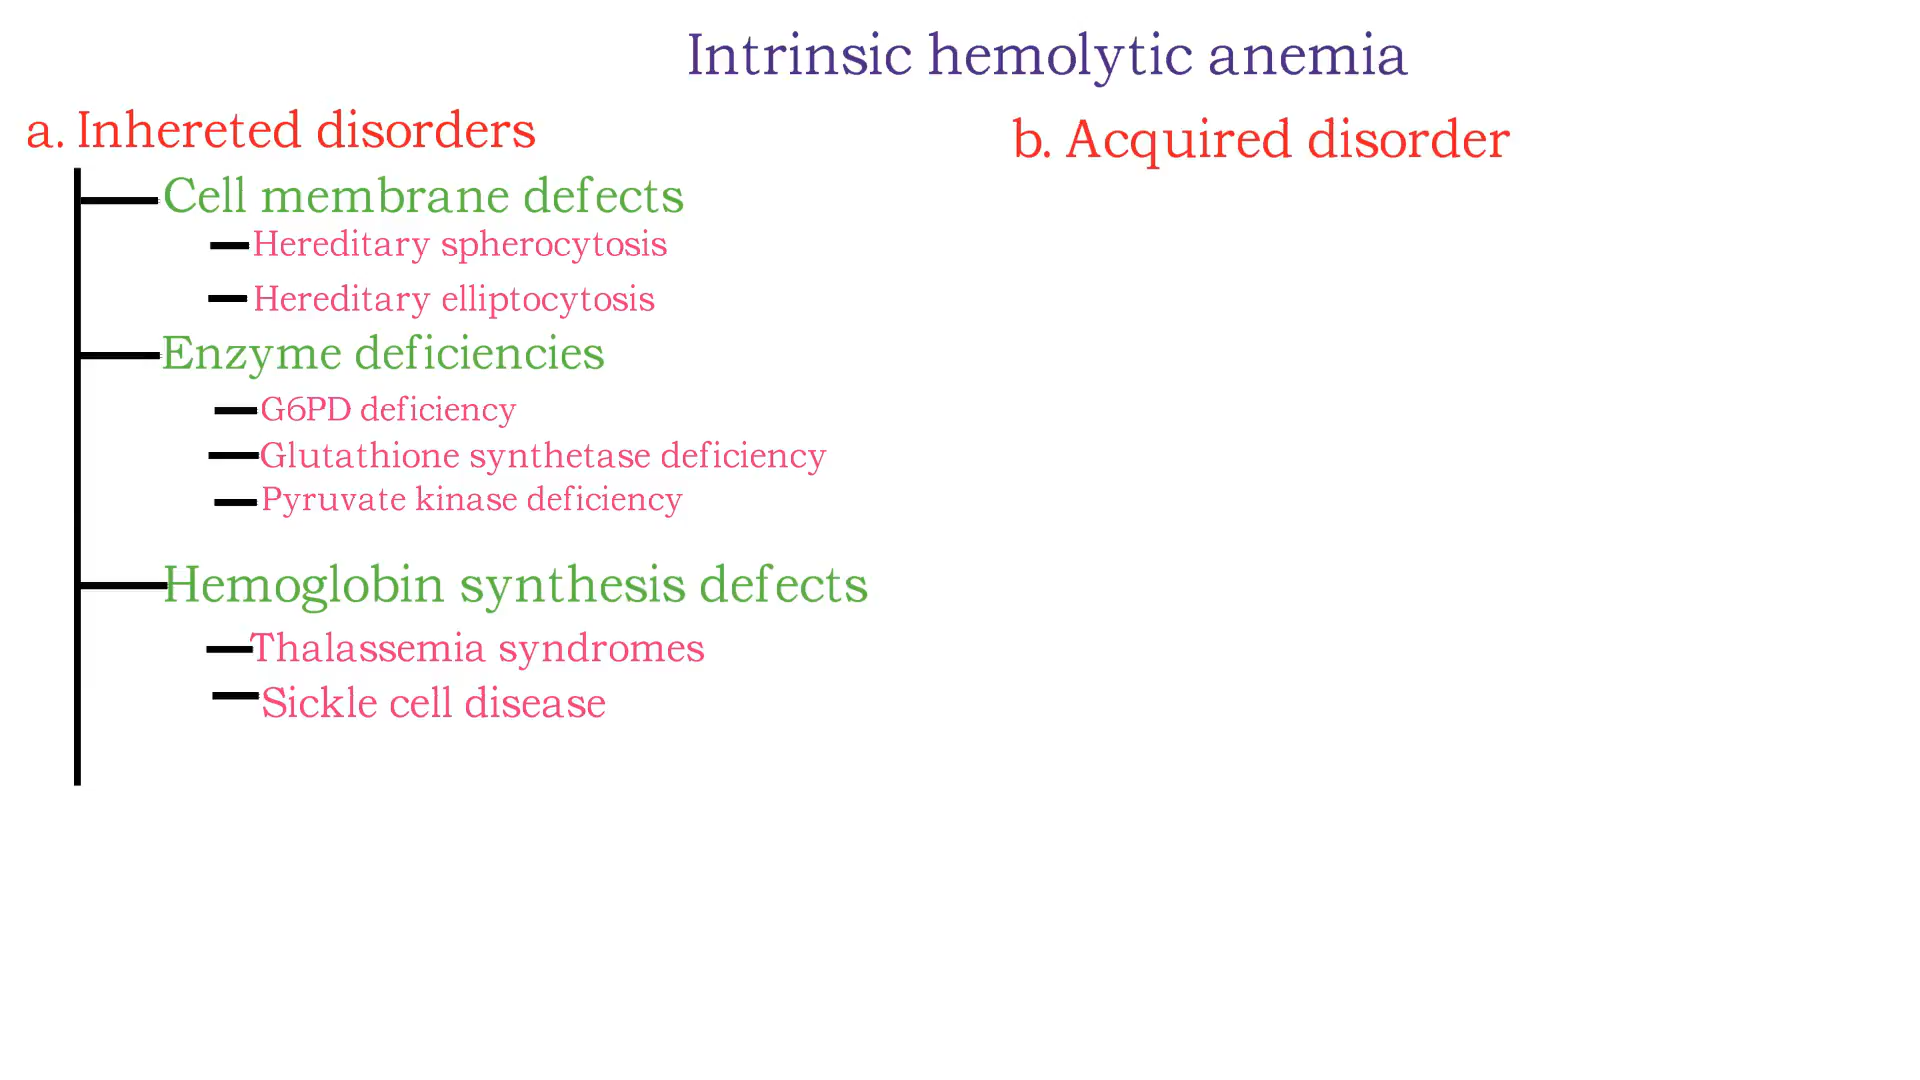 Intrinsic hemolytic anemia
a. Inhereted disorders
Cell membrane defects
Hereditary spherocytosis
Hereditary elliptocytosis
Enzyme deficiencies
G6PD deficiency
Glutathione synthetase deficiency
Pyruvate kinase deficiency
Hemoglobin synthesis defects
Thalassemia syndromes
Sickle cell disease
b. Acquired disorder